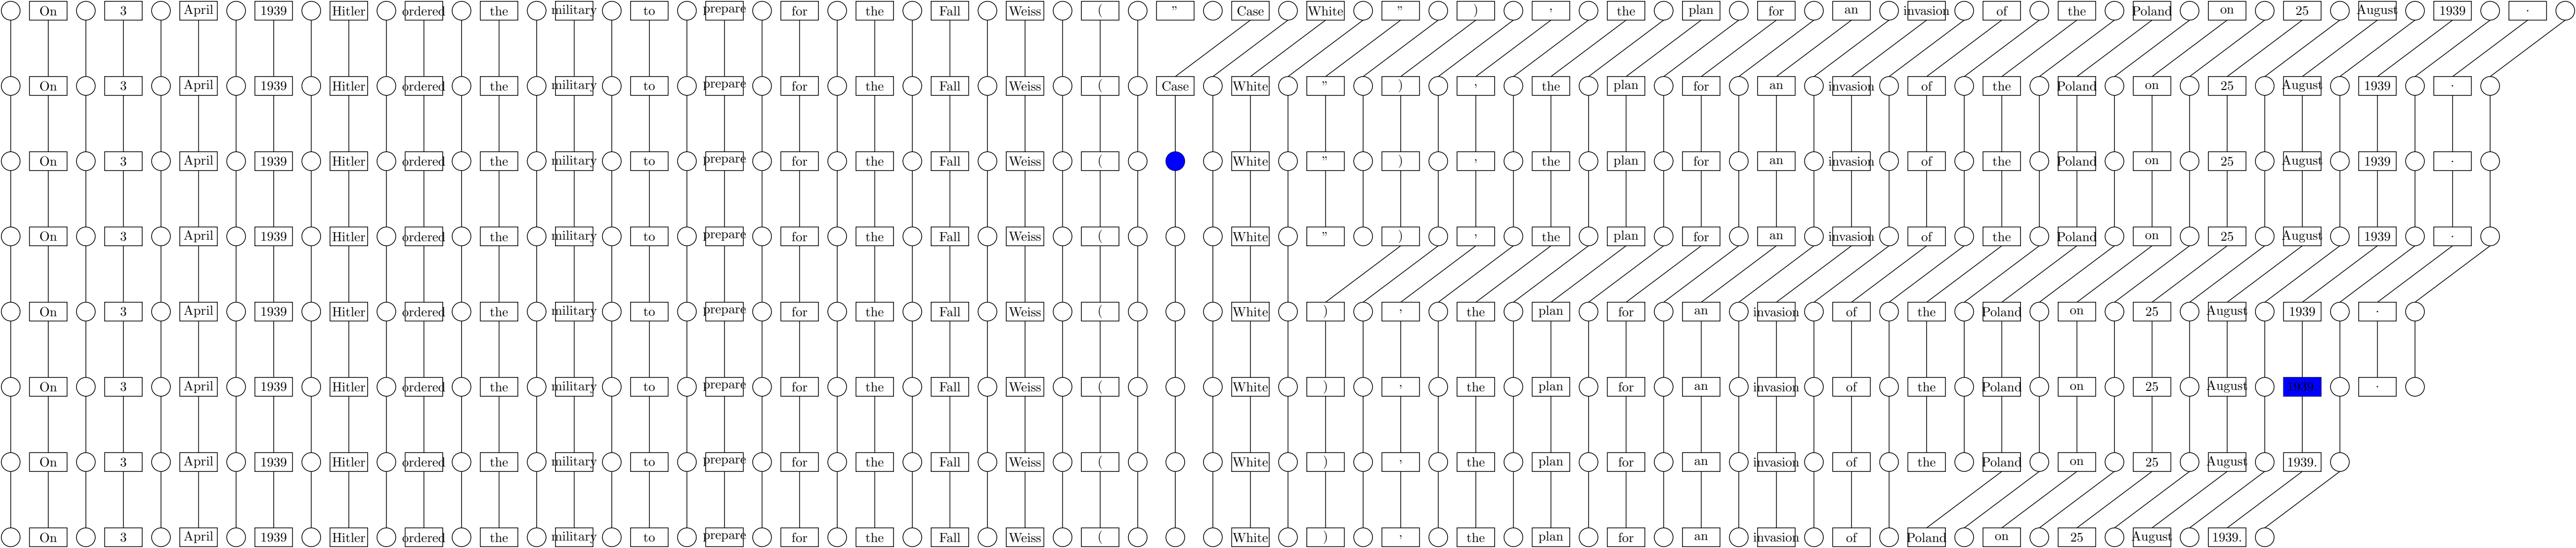 On 3 April 1939 Hitler ordered the military to prepare for the Fall Weiss ( ” Case White ” ) , the plan for an invasion of the Poland on 25 August 1939 .
On 3 April 1939 Hitler ordered the military to prepare for the Fall Weiss ( Case White ” ) , the plan for an invasion of the Poland on 25 August 1939 .
On 3 April 1939 Hitler ordered the military to prepare for the Fall Weiss ( White ” ) , the plan for an invasion of the Poland on 25 August 1939 .
On 3 April 1939 Hitler ordered the military to prepare for the Fall Weiss ( White ” ) , the plan for an invasion of the Poland on 25 August 1939 .
On 3 April 1939 Hitler ordered the military to prepare for the Fall Weiss ( White ) , the plan for an invasion of the Poland on 25 August 1939 .
On 3 April 1939 Hitler ordered the military to prepare for the Fall Weiss ( White ) , the plan for an invasion of the Poland on 25 August 1939. .
On 3 April 1939 Hitler ordered the military to prepare for the Fall Weiss ( White ) , the plan for an invasion of the Poland on 25 August 1939.
On 3 April 1939 Hitler ordered the military to prepare for the Fall Weiss ( White ) , the plan for an invasion of Poland on 25 August 1939.